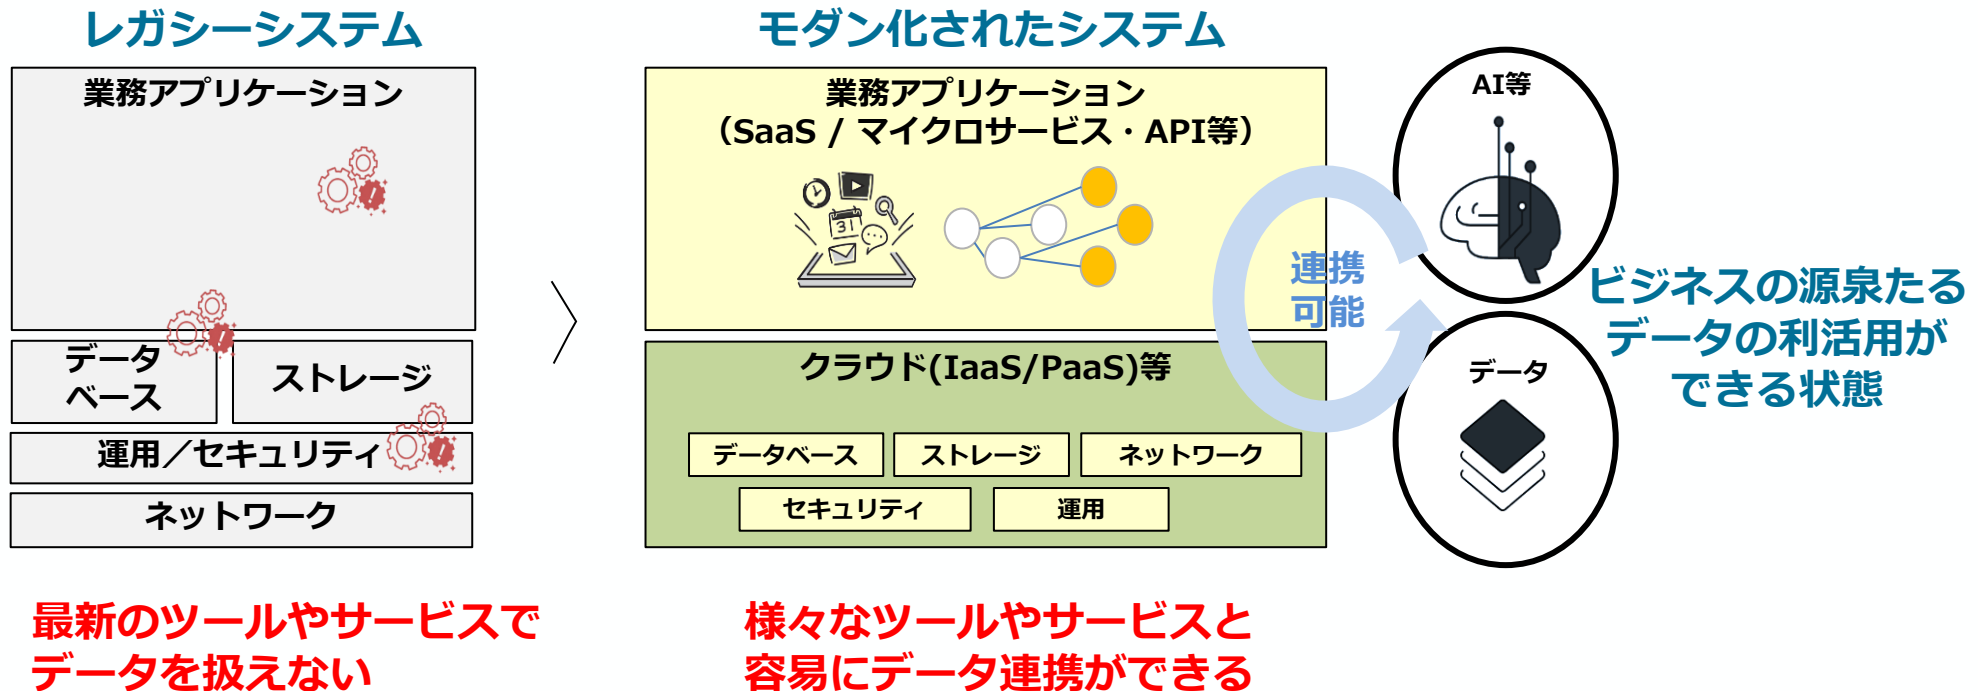 レガシーシステム
業務アプリケーション
データ
ベース
ストレージ
運用／セキュリティ
ネットワーク
最新のツールやサービスで
データを扱えない
モダン化されたシステム
業務アプリケーション
（SaaS / マイクロサービス・API等）
31
クラウド(IaaS/PaaS)等
データベース
ストレージ
ネットワーク
セキュリティ
運用
様々なツールやサービスと
容易にデータ連携ができる
連携
可能
AI等
データ
ビジネスの源泉たる
データの利活用が
できる状態